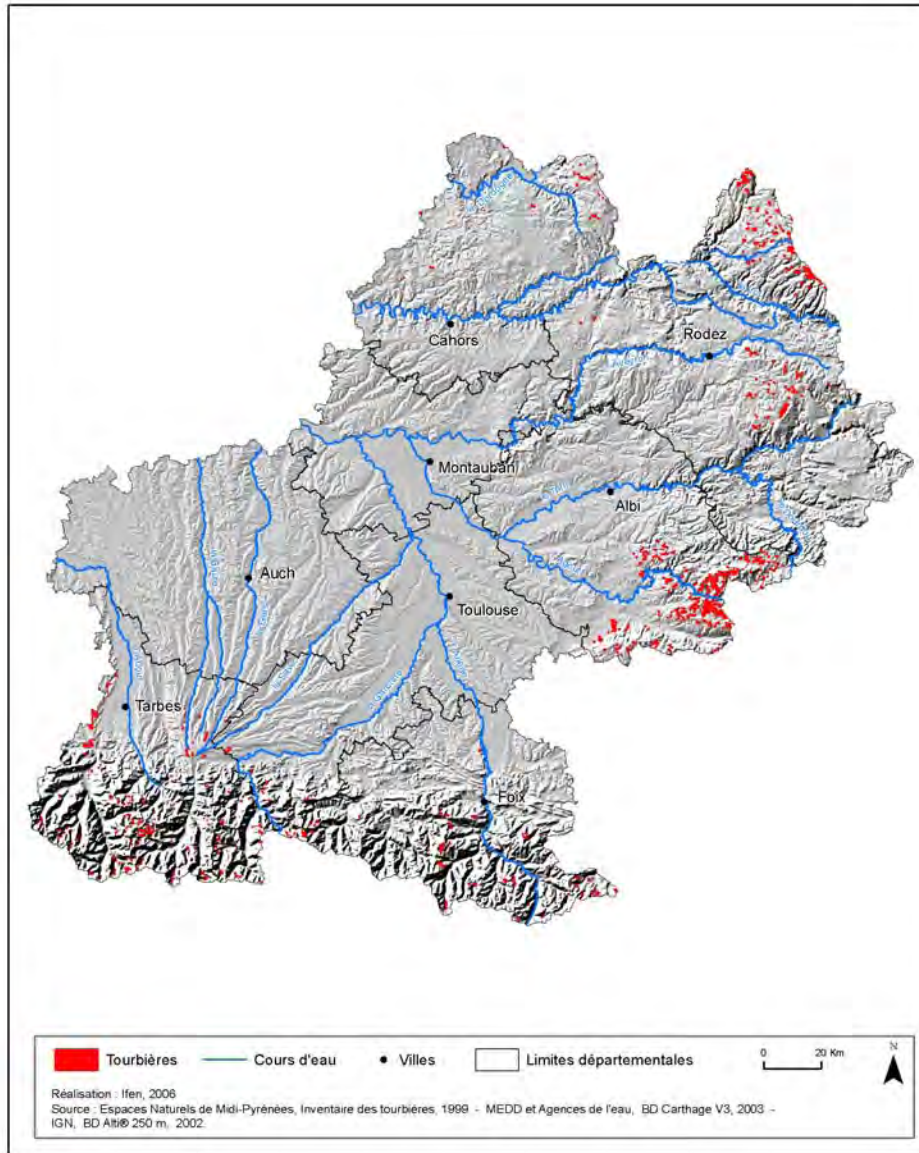 Cahors
Rodez
Montauban
Albi
Auch
Toulouse
Tarbes
Foix
Tourbières
Cours d'eau
Villes
Limites départementales
0 20 Km
N
Réalisation : Ifen, 2006
Source : Espaces Naturels de Midi-Pyrénées, Inventaire des tourbières, 1999 - MEDD et Agences de l'eau, BD Carthage V3, 2003 -
IGN, BD Alti® 250 m, 2002.